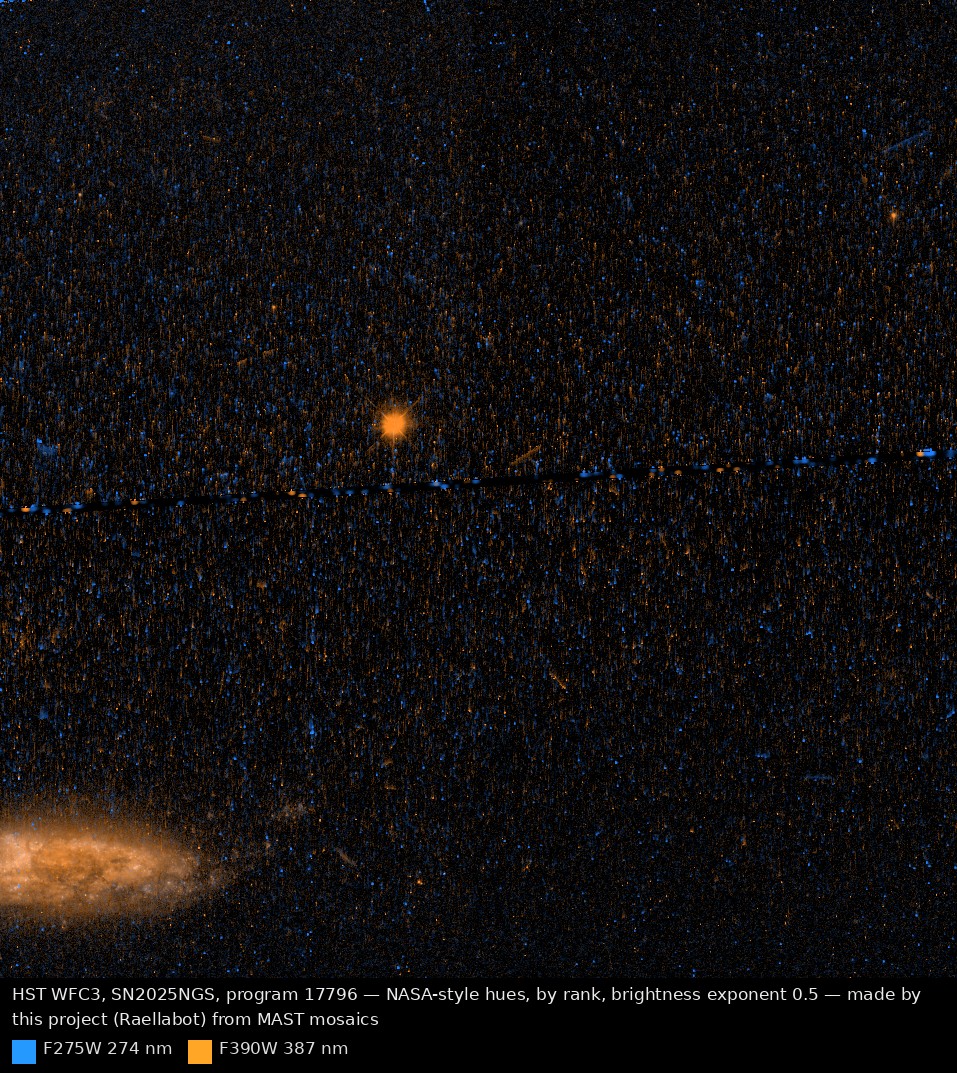 HST WFC3, SN2025NGS, program 17796 — NASA-style hues, by rank, brightness exponent 0.5 — made by
this project (Raellabot) from MAST mosaics
F275W 274 nm F390W 387 nm